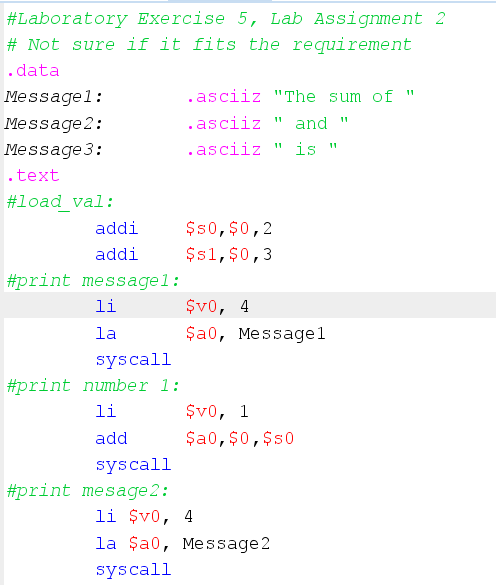 #Laboratory Exercise 5, Lab Assignment 2
# Not sure if it fits the requirement
.data
Message1: .asciiz "The sum of "
Message2: .asciiz " and "
Message3: .asciiz " is "
.text
#load_val:
addi $s0,$0,2
addi $s1,$0,3
#print message1:
li $v0, 4
la $a0, Message1
syscall
#print number 1:
li $v0, 1
add $a0,$0,$s0
syscall
#print mesage2:
li $v0, 4
la $a0, Message2
syscall